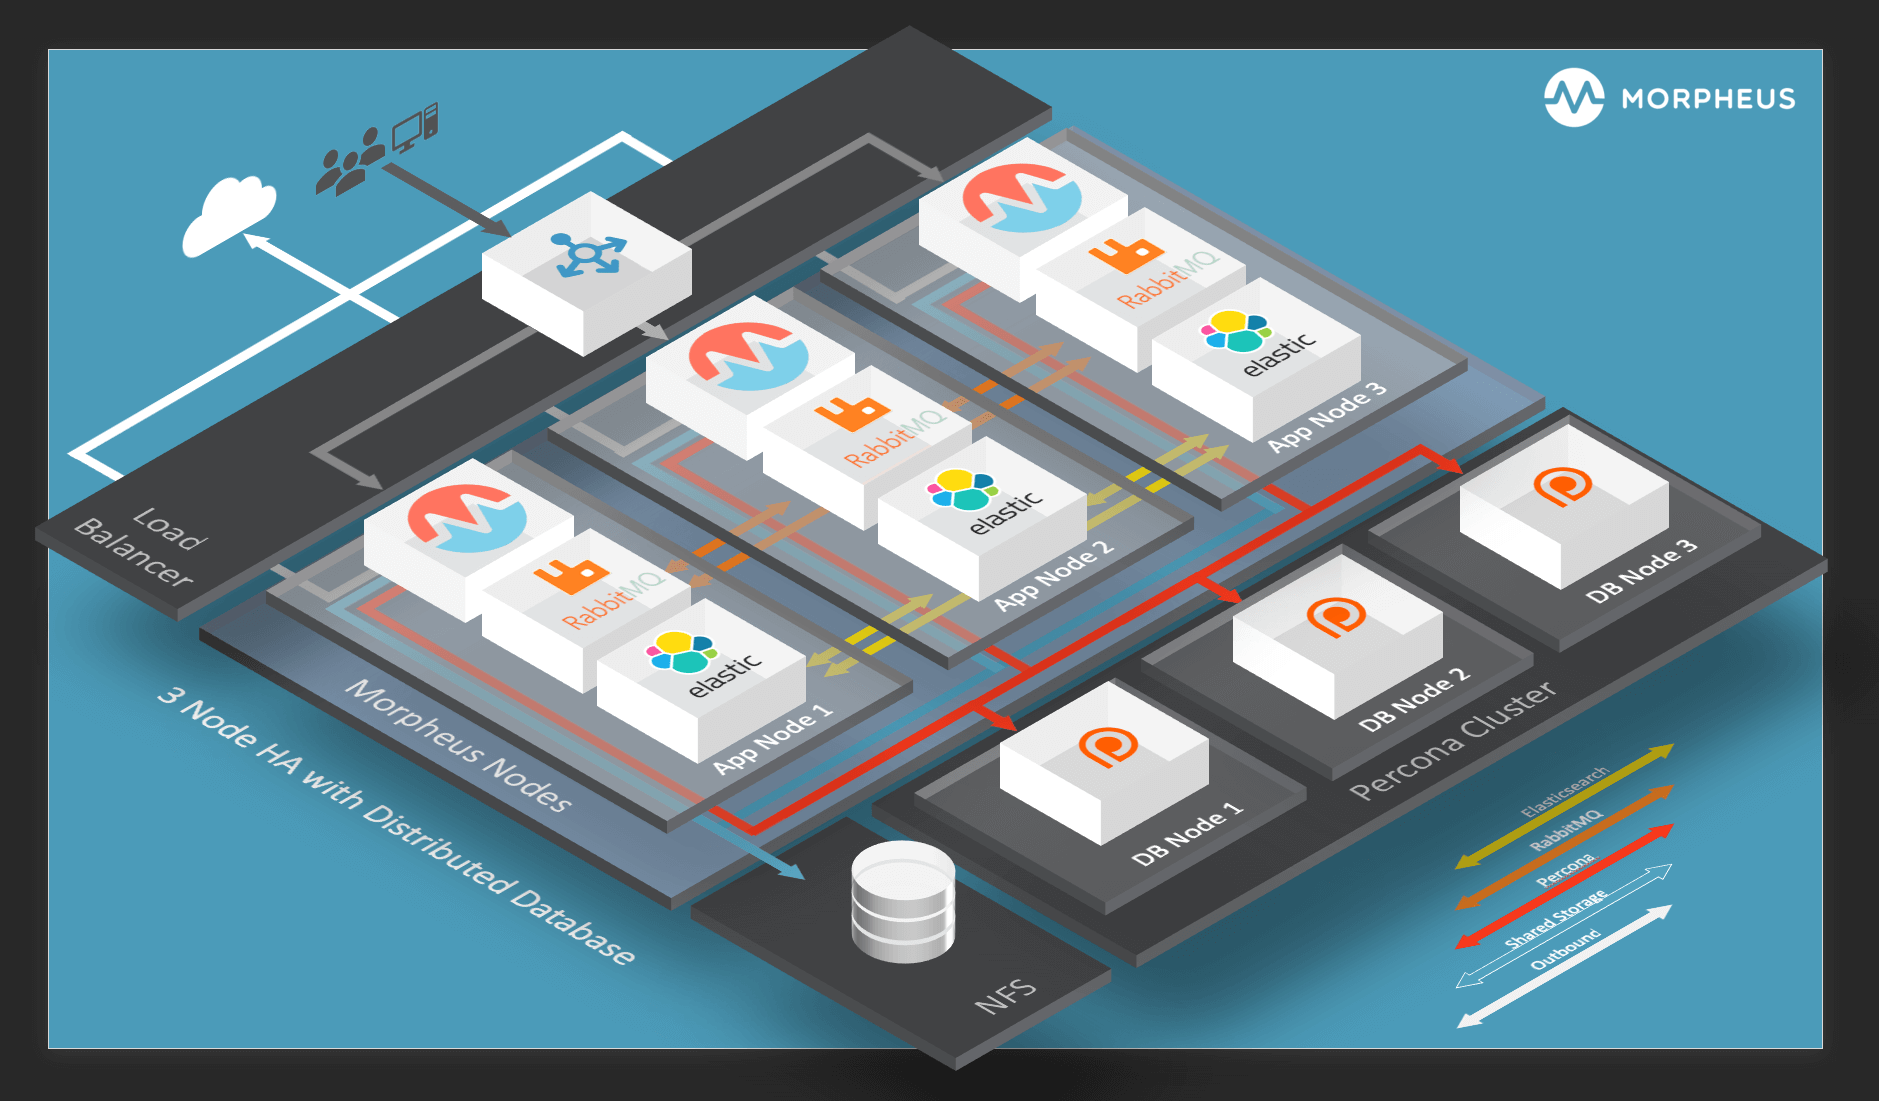 MORPHEUS
Load
Balancer
RabbitMQ
elastic
App Node 3
RabbitMQ
elastic
App Node 2
RabbitMQ
elastic
App Node 1
Morpheus Nodes
3 Node HA with Distributed Database
DB Node 3
DB Node 2
DB Node 1
Percona Cluster
NFS
Elasticsearch
RabbitMQ
Percona
Shared Storage
Outbound